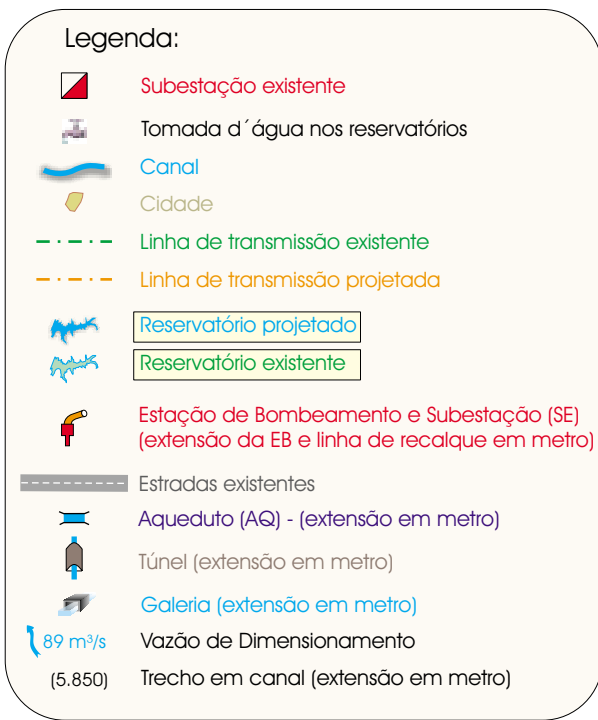 Legenda:
Subestação existente
Tomada d´água nos reservatórios
Canal
Cidade
Linha de transmissão existente
Linha de transmissão projetada
Reservatório projetado
Reservatório existente
Estação de Bombeamento e Subestação (SE)
(extensão da EB e linha de recalque em metro)
Estradas existentes
Aqueduto (AQ) - (extensão em metro)
Túnel (extensão em metro)
Galeria (extensão em metro)
89 m³/s Vazão de Dimensionamento
(5.850) Trecho em canal (extensão em metro)